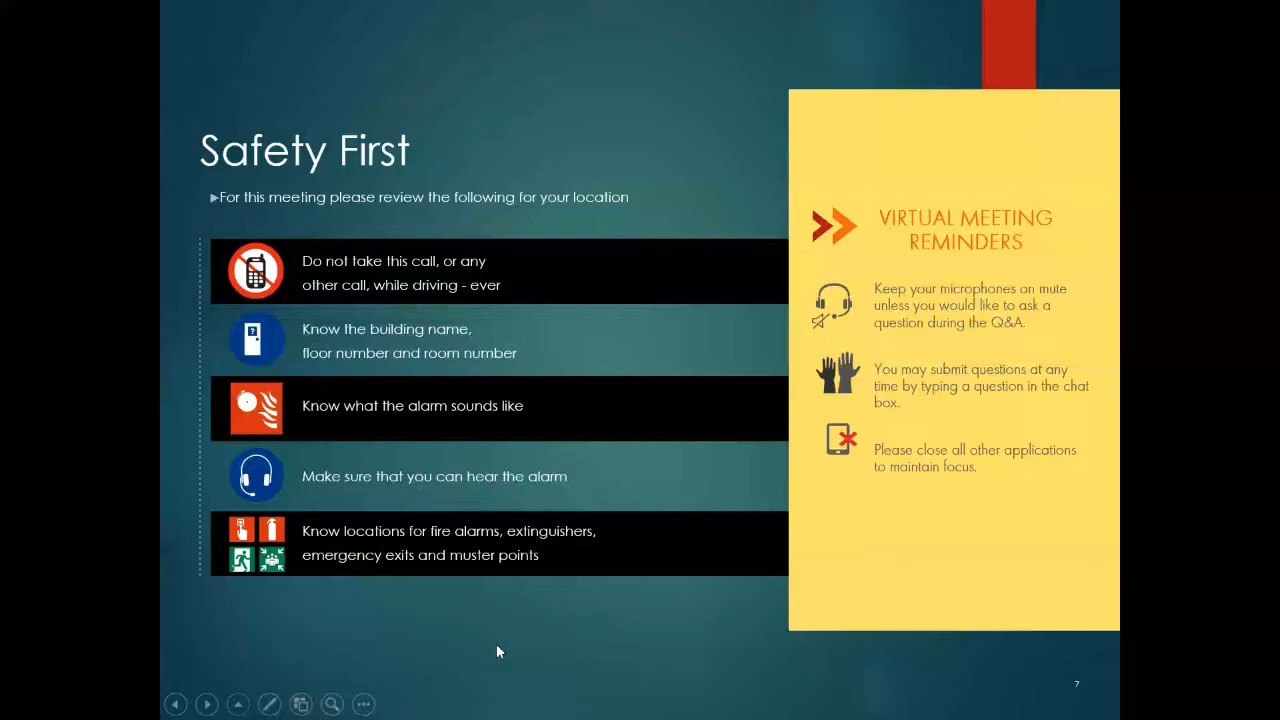 Safety First
For this meeting please review the following for your location
Do not take this call, or any
other call, while driving - ever
Know the building name,
floor number and room number
Know what the alarm sounds like
Make sure that you can hear the alarm
Know locations for fire alarms, extinguishers,
emergency exits and muster points
VIRTUAL MEETING
REMINDERS
Keep your microphones on mute
unless you would like to ask a
question during the Q&A.
You may submit questions at any
time by typing a question in the chat
box.
Please close all other applications
to maintain focus.
7